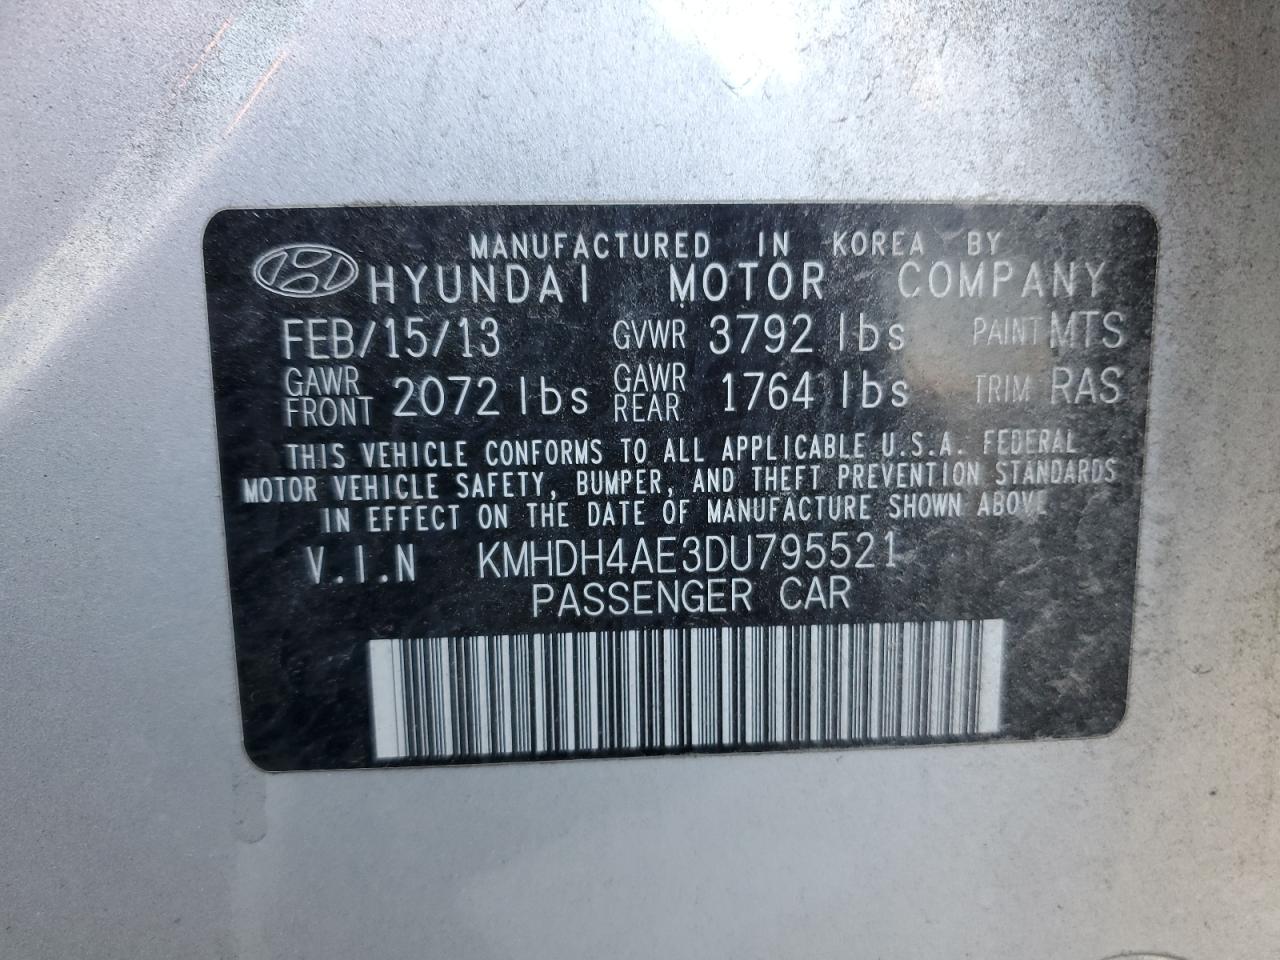 MANUFACTURED IN KOREA BY
HYUNDAI MOTOR COMPANY
FEB/15/13 GVWR 3792 lbs PAINT MTS
GAWR FRONT 2072 lbs GAWR REAR 1764 lbs TRIM RAS
THIS VEHICLE CONFORMS TO ALL APPLICABLE U.S.A. FEDERAL
MOTOR VEHICLE SAFETY, BUMPER, AND THEFT PREVENTION STANDARDS
IN EFFECT ON THE DATE OF MANUFACTURE SHOWN ABOVE
V.I.N KMHDH4AE3DU795521
PASSENGER CAR